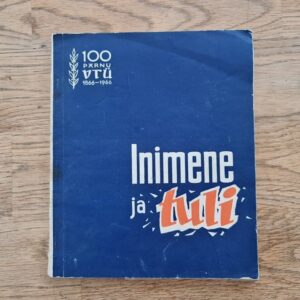 100
PÄRNU
VTÜ
1866-1966
Inimene
ja tuli